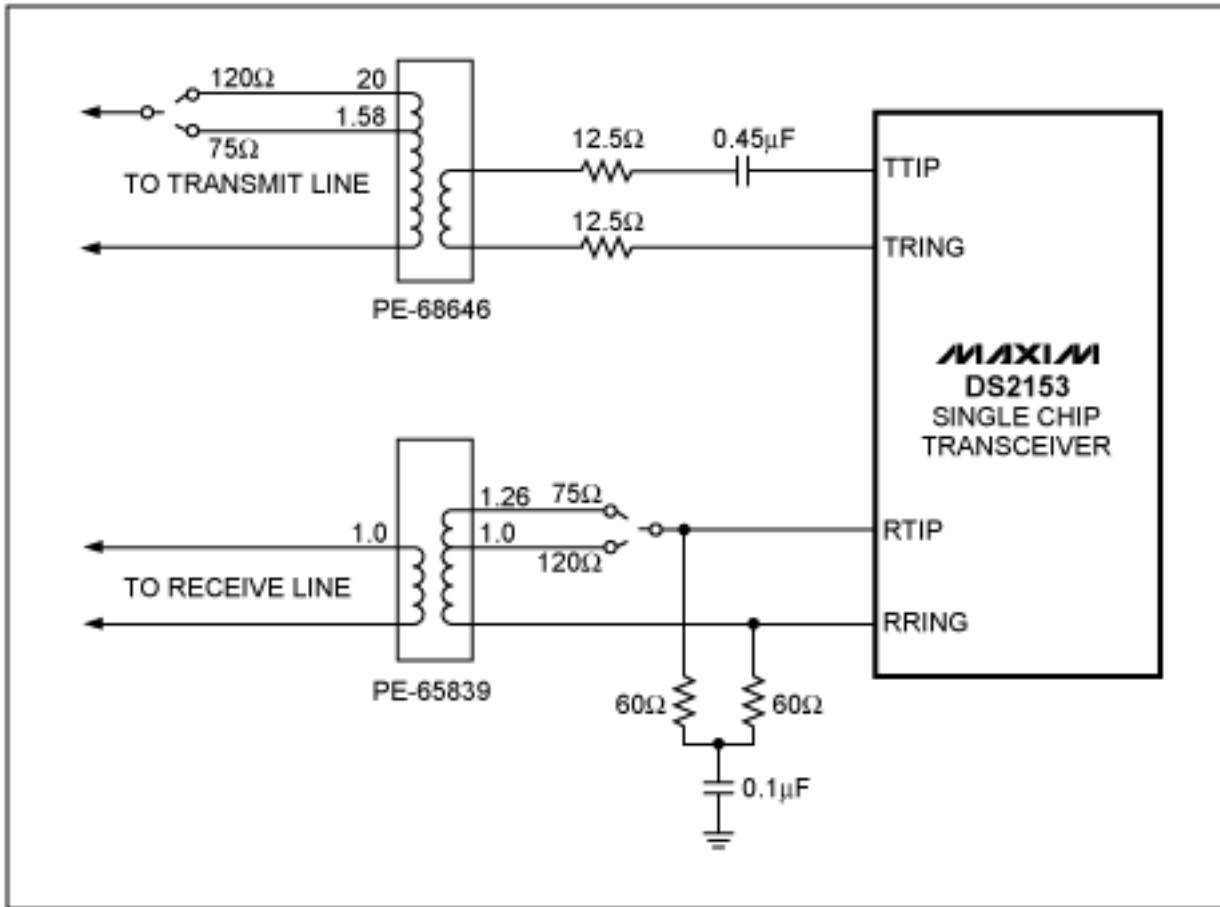 120Ω
20
1.58
75Ω
TO TRANSMIT LINE
12.5Ω
0.45μF
TTIP
12.5Ω
TRING
PE-68646
MAXIM
DS2153
SINGLE CHIP
TRANSCEIVER
1.26
75Ω
1.0
1.0
120Ω
RTIP
TO RECEIVE LINE
RRING
PE-65839
60Ω
60Ω
0.1μF